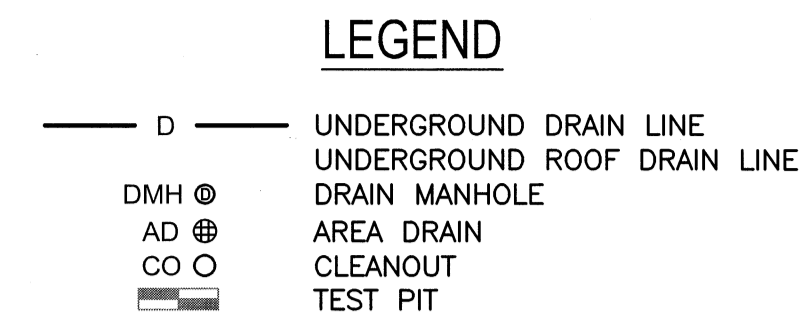 LEGEND
D UNDERGROUND DRAIN LINE
UNDERGROUND ROOF DRAIN LINE
DMH D DRAIN MANHOLE
AD AREA DRAIN
CO CLEANOUT
TEST PIT